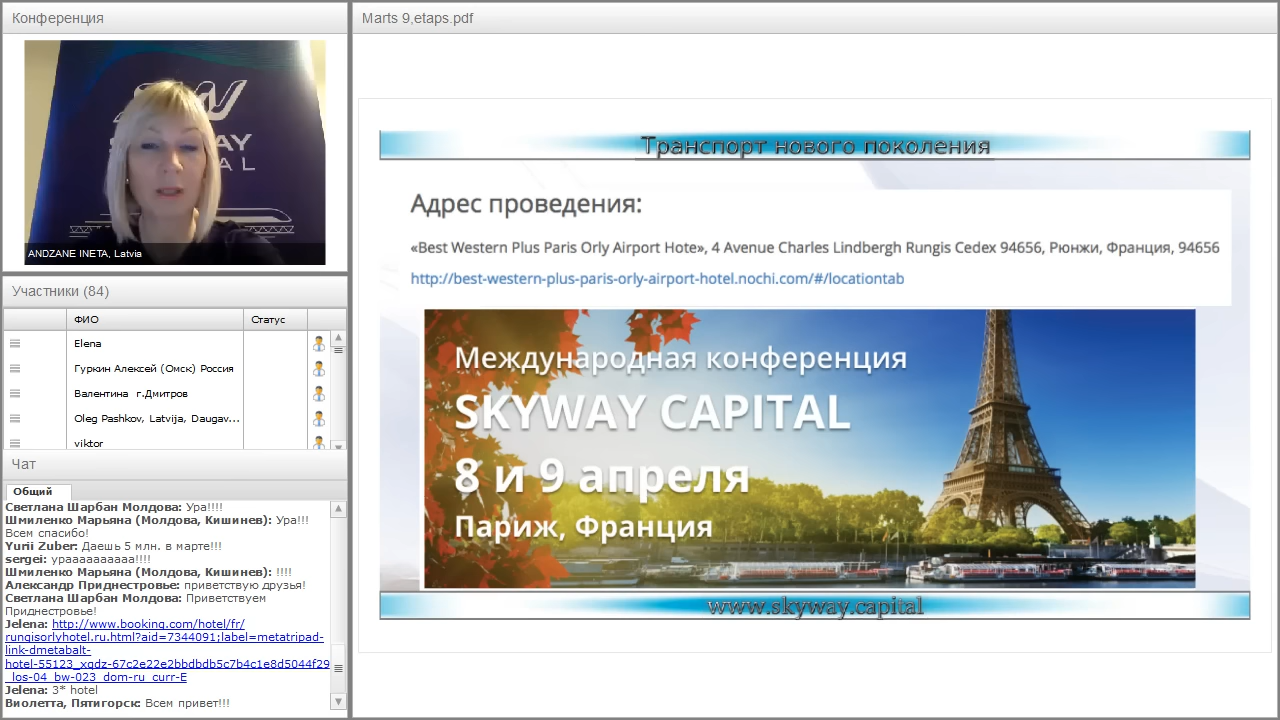 Конференция
SKYWAY
ANDZANE INETA, Latvia
Участники (84)
ФИО
Статус
Elena
Гуркин Алексей (Омск) Россия
Валентина г.Дмитров
Oleg Pashkov, Latvija, Daugav...
viktor
Чат
Общий
Светлана Шарбан Молдова: Ура!!!!
Шмиленко Марьяна (Молдова, Кишинев): Ура!!!
Всем спасибо!
Yurii Zuber: Даешь 5 млн. в марте!!!
sergei: урааааааааа!!!!
Шмиленко Марьяна (Молдова, Кишинев): !!!!
Александр Приднестровье: приветствую друзья!
Светлана Шарбан Молдова: Приветствуем
Приднестровье!
Jelena: http://www.booking.com/hotel/fr/
rungisorlyhotel.ru.html?aid=7344091;label=metatripad-
link-dmetabalt-
hotel-55123_xqdz-67c2e22e2bbdbdb5c7b4c1e8d5044f29
_los-04_bw-023_dom-ru_curr-E
Jelena: 3* hotel
Виолетта, Пятигорск: Всем привет!!!
Marts 9,etaps.pdf
Транспорт нового поколения
Адрес проведения:
«Best Western Plus Paris Orly Airport Hote», 4 Avenue Charles Lindbergh Rungis Cedex 94656, Рюнжи, Франция, 94656
http://best-western-plus-paris-orly-airport-hotel.nochi.com/#/locationtab
Международная конференция
SKYWAY CAPITAL
8 и 9 апреля
Париж, Франция
www.skyway.capital